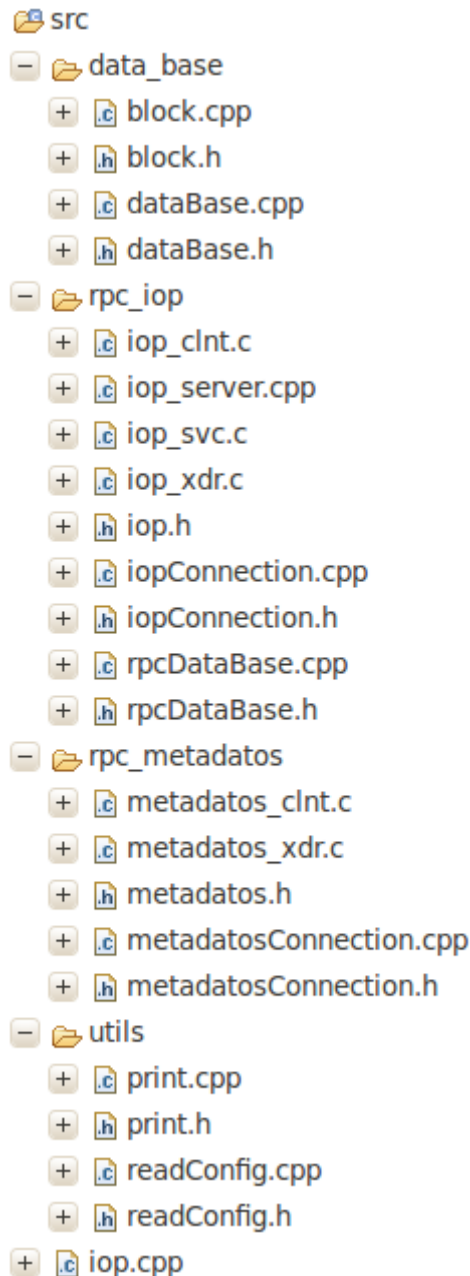 src
data_base
block.cpp
block.h
dataBase.cpp
dataBase.h
rpc_iop
iop_clnt.c
iop_server.cpp
iop_svc.c
iop_xdr.c
iop.h
iopConnection.cpp
iopConnection.h
rpcDataBase.cpp
rpcDataBase.h
rpc_metadatos
metadatos_clnt.c
metadatos_xdr.c
metadatos.h
metadatosConnection.cpp
metadatosConnection.h
utils
print.cpp
print.h
readConfig.cpp
readConfig.h
iop.cpp